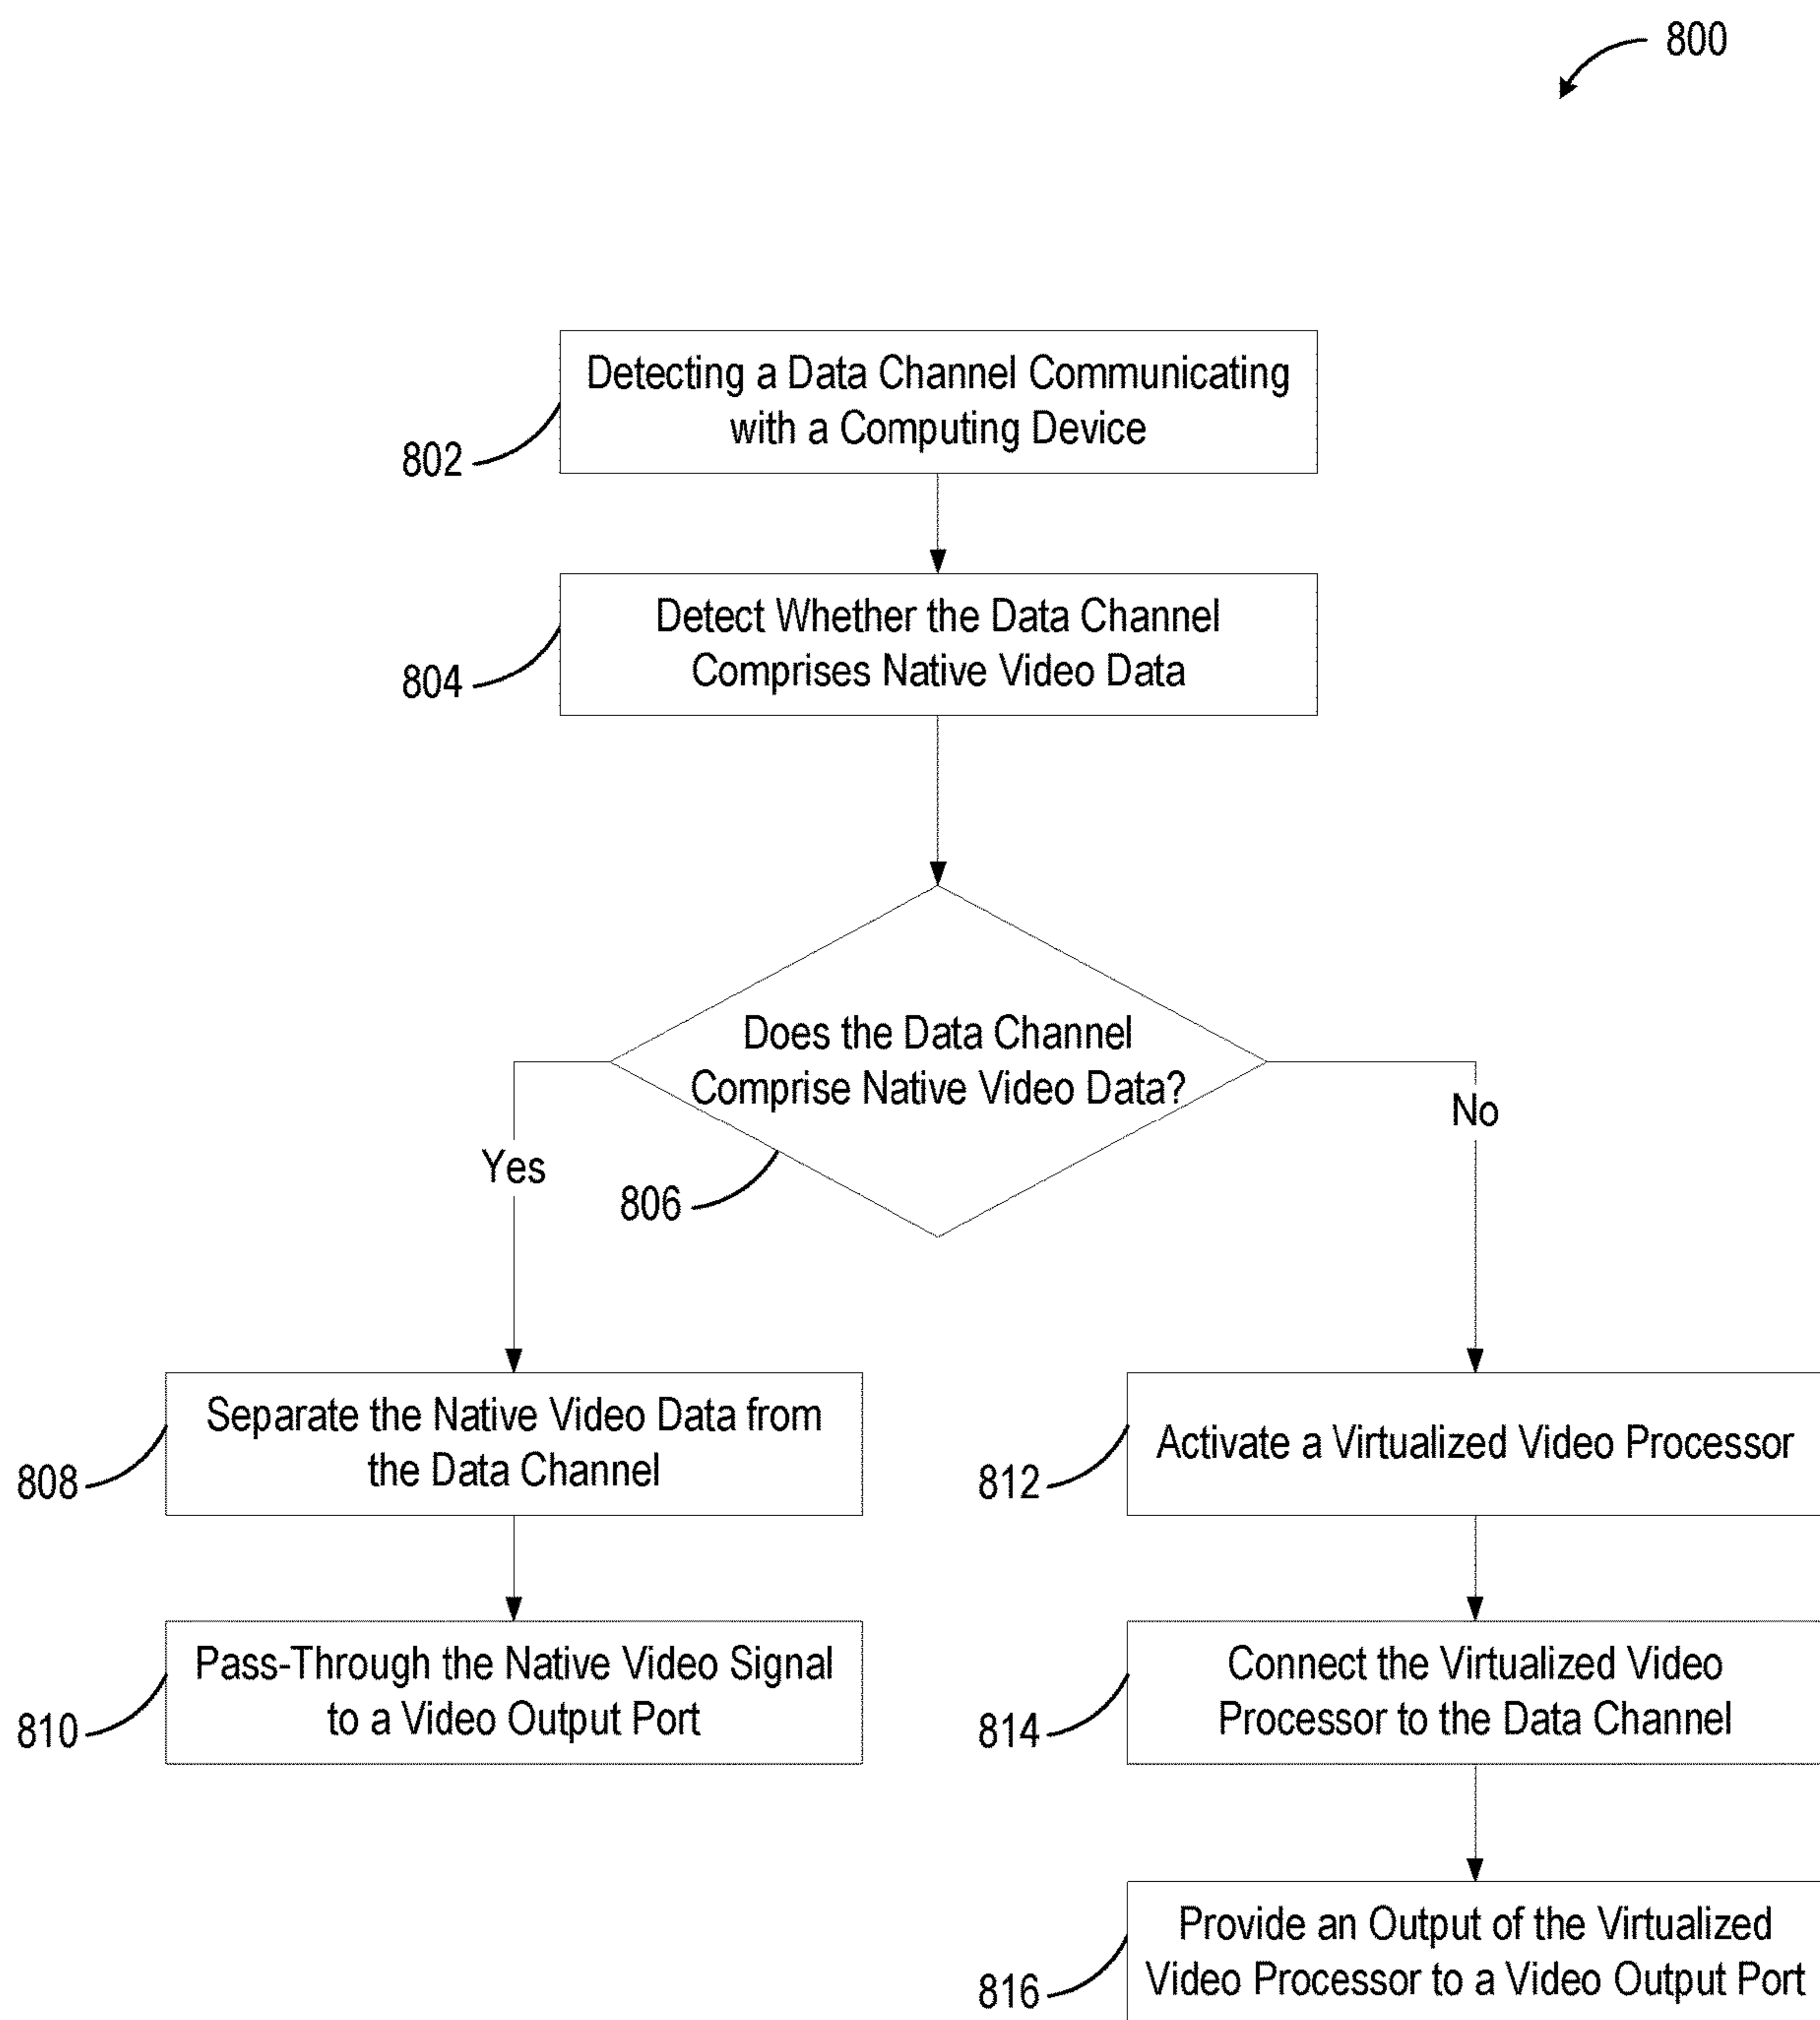 800
Detecting a Data Channel Communicating
with a Computing Device
802
Detect Whether the Data Channel
Comprises Native Video Data
804
Does the Data Channel
Comprise Native Video Data?
806
Yes
No
Separate the Native Video Data from
the Data Channel
808
Pass-Through the Native Video Signal
to a Video Output Port
810
Activate a Virtualized Video Processor
812
Connect the Virtualized Video
Processor to the Data Channel
814
Provide an Output of the Virtualized
Video Processor to a Video Output Port
816